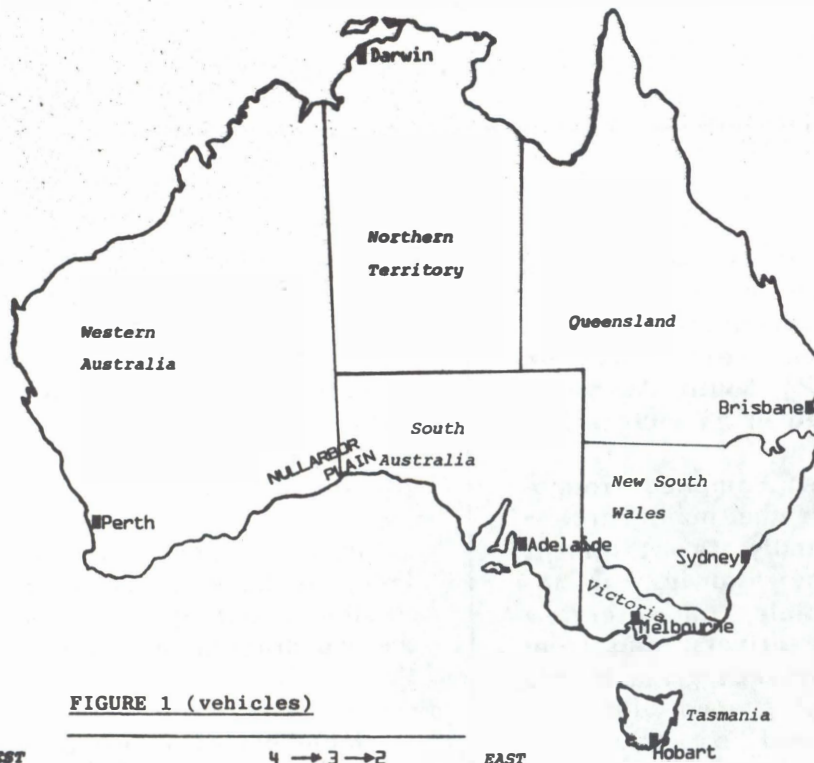 Darwin
Northern
Territory
Western
Australia
Queensland
Brisbane
South
Australia
NULLARBOR
PLAIN
New South
Wales
Perth
Adelaide
Sydney
Victoria
Melbourne
FIGURE 1 (vehicles)
Tasmania
Hobart
4 → 3 → 2 EAST